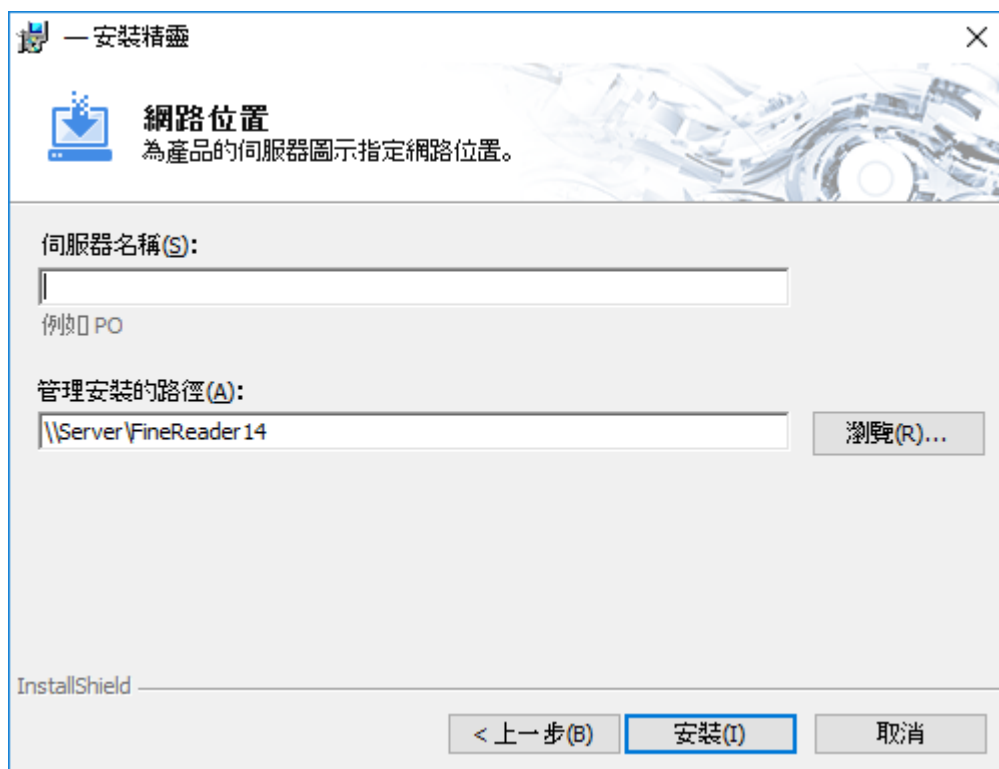 — 安裝精靈
網路位置
為產品的伺服器圖示指定網路位置。
伺服器名稱(S):
例如 PO
管理安裝的路徑(A):
\\Server\FineReader14
瀏覽(R)...
InstallShield
< 上一步(B)
安裝(I)
取消